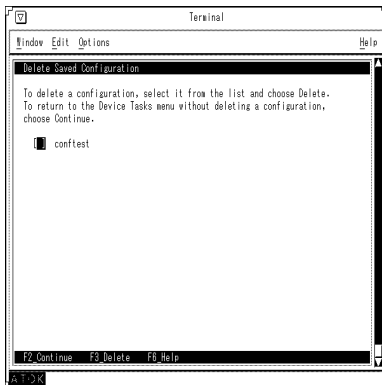 Terminal
Window Edit Options Help
Delete Saved Configuration
To delete a configuration, select it from the list and choose Delete.
To return to the Device Tasks menu without deleting a configuration,
choose Continue.
[ ] conftest
F2_Continue F3_Delete F6_Help